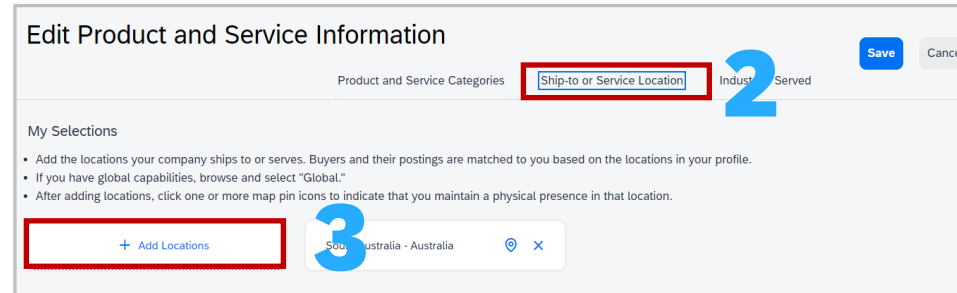 Edit Product and Service Information
Save
Cance
Product and Service Categories
Ship-to or Service Location
2
Served
My Selections
• Add the locations your company ships to or serves. Buyers and their postings are matched to you based on the locations in your profile.
• If you have global capabilities, browse and select "Global."
• After adding locations, click one or more map pin icons to indicate that you maintain a physical presence in that location.
+ Add Locations
3
Australia - Australia